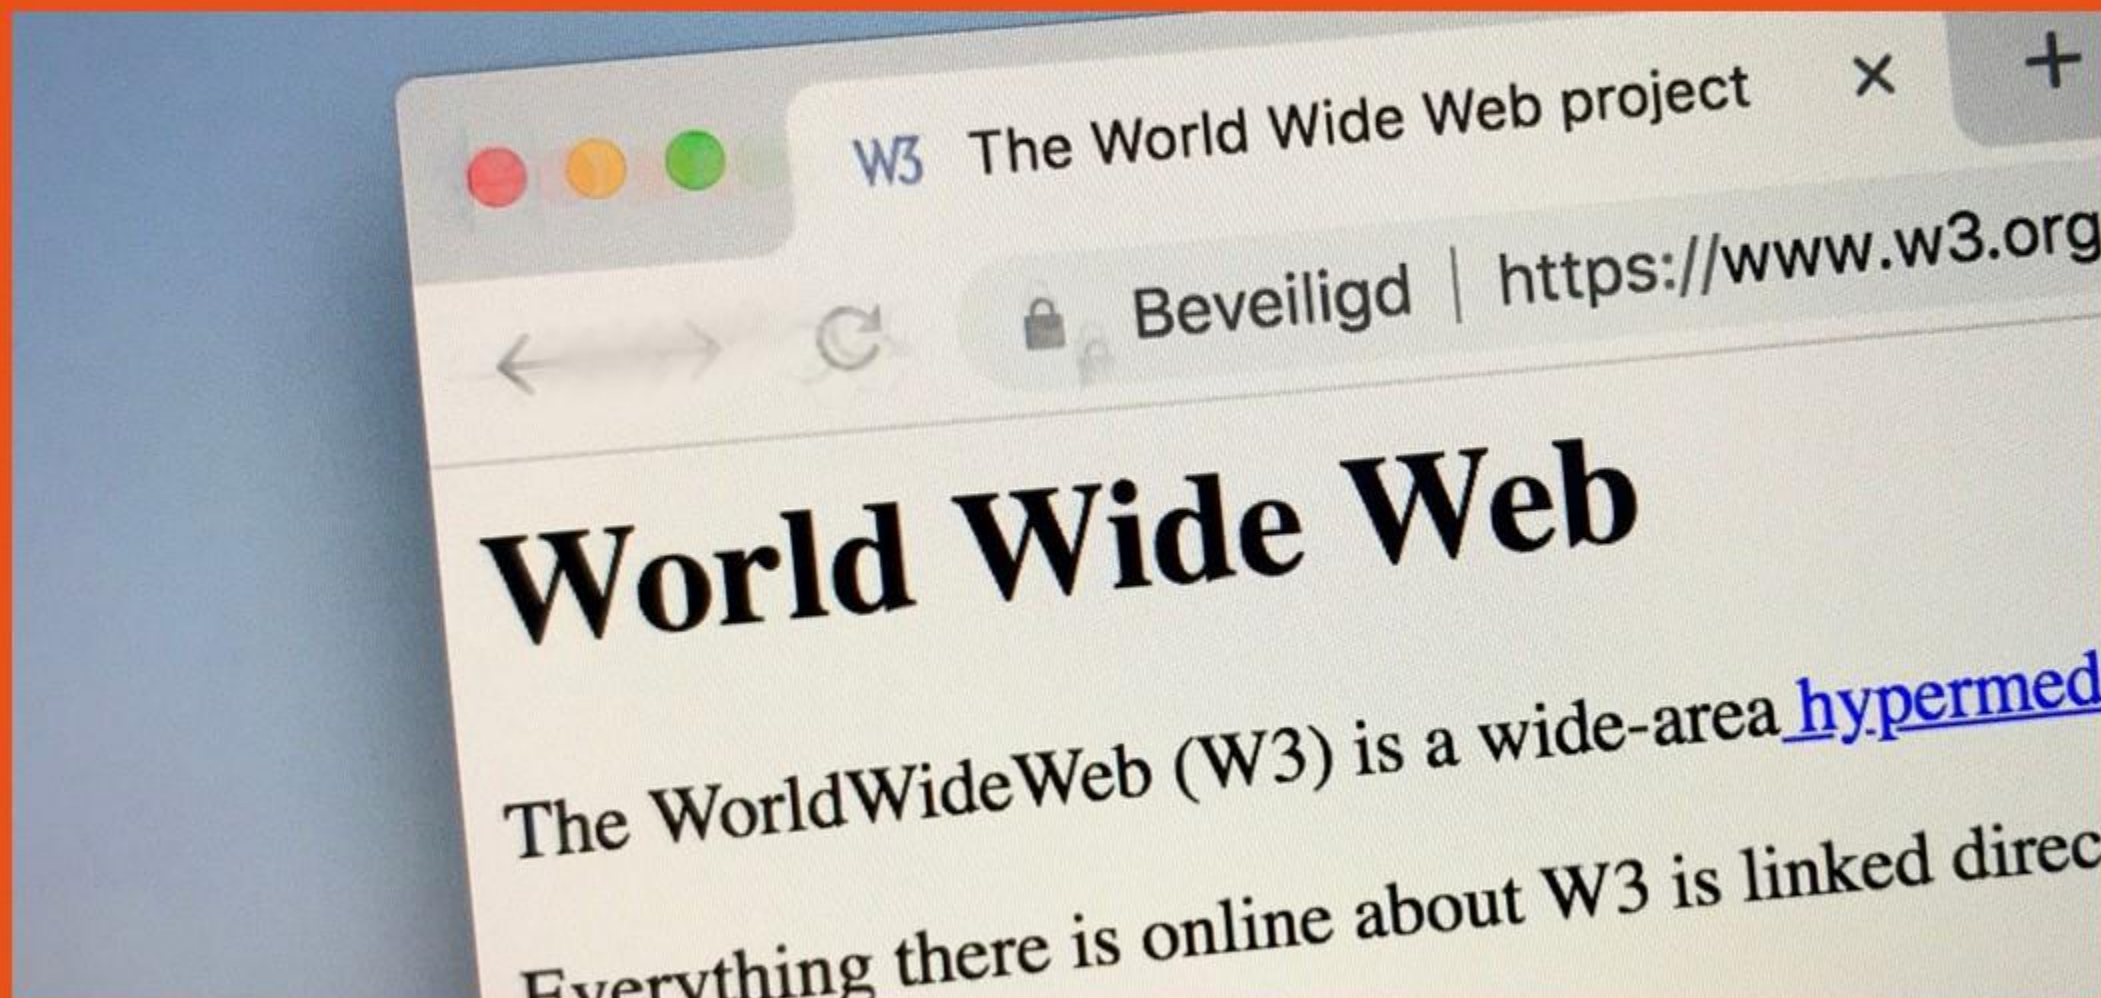 W3 The World Wide Web project
Beveiligd | https://www.w3.org
World Wide Web
The WorldWideWeb (W3) is a wide-area hypermed
Everything there is online about W3 is linked direc